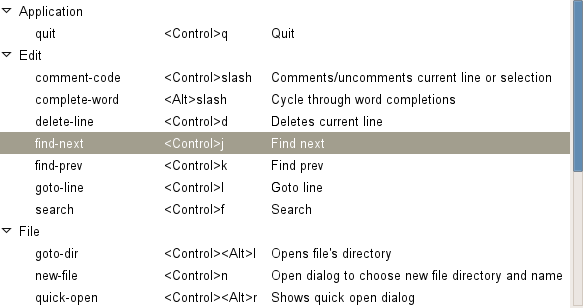 Application
quit <Control>q Quit
Edit
comment-code <Control>slash Comments/uncomments current line or selection
complete-word <Alt>slash Cycle through word completions
delete-line <Control>d Deletes current line
find-next <Control>j Find next
find-prev <Control>k Find prev
goto-line <Control>l Goto line
search <Control>f Search
File
goto-dir <Control><Alt>l Opens file's directory
new-file <Control>n Open dialog to choose new file directory and name
quick-open <Control><Alt>r Shows quick open dialog